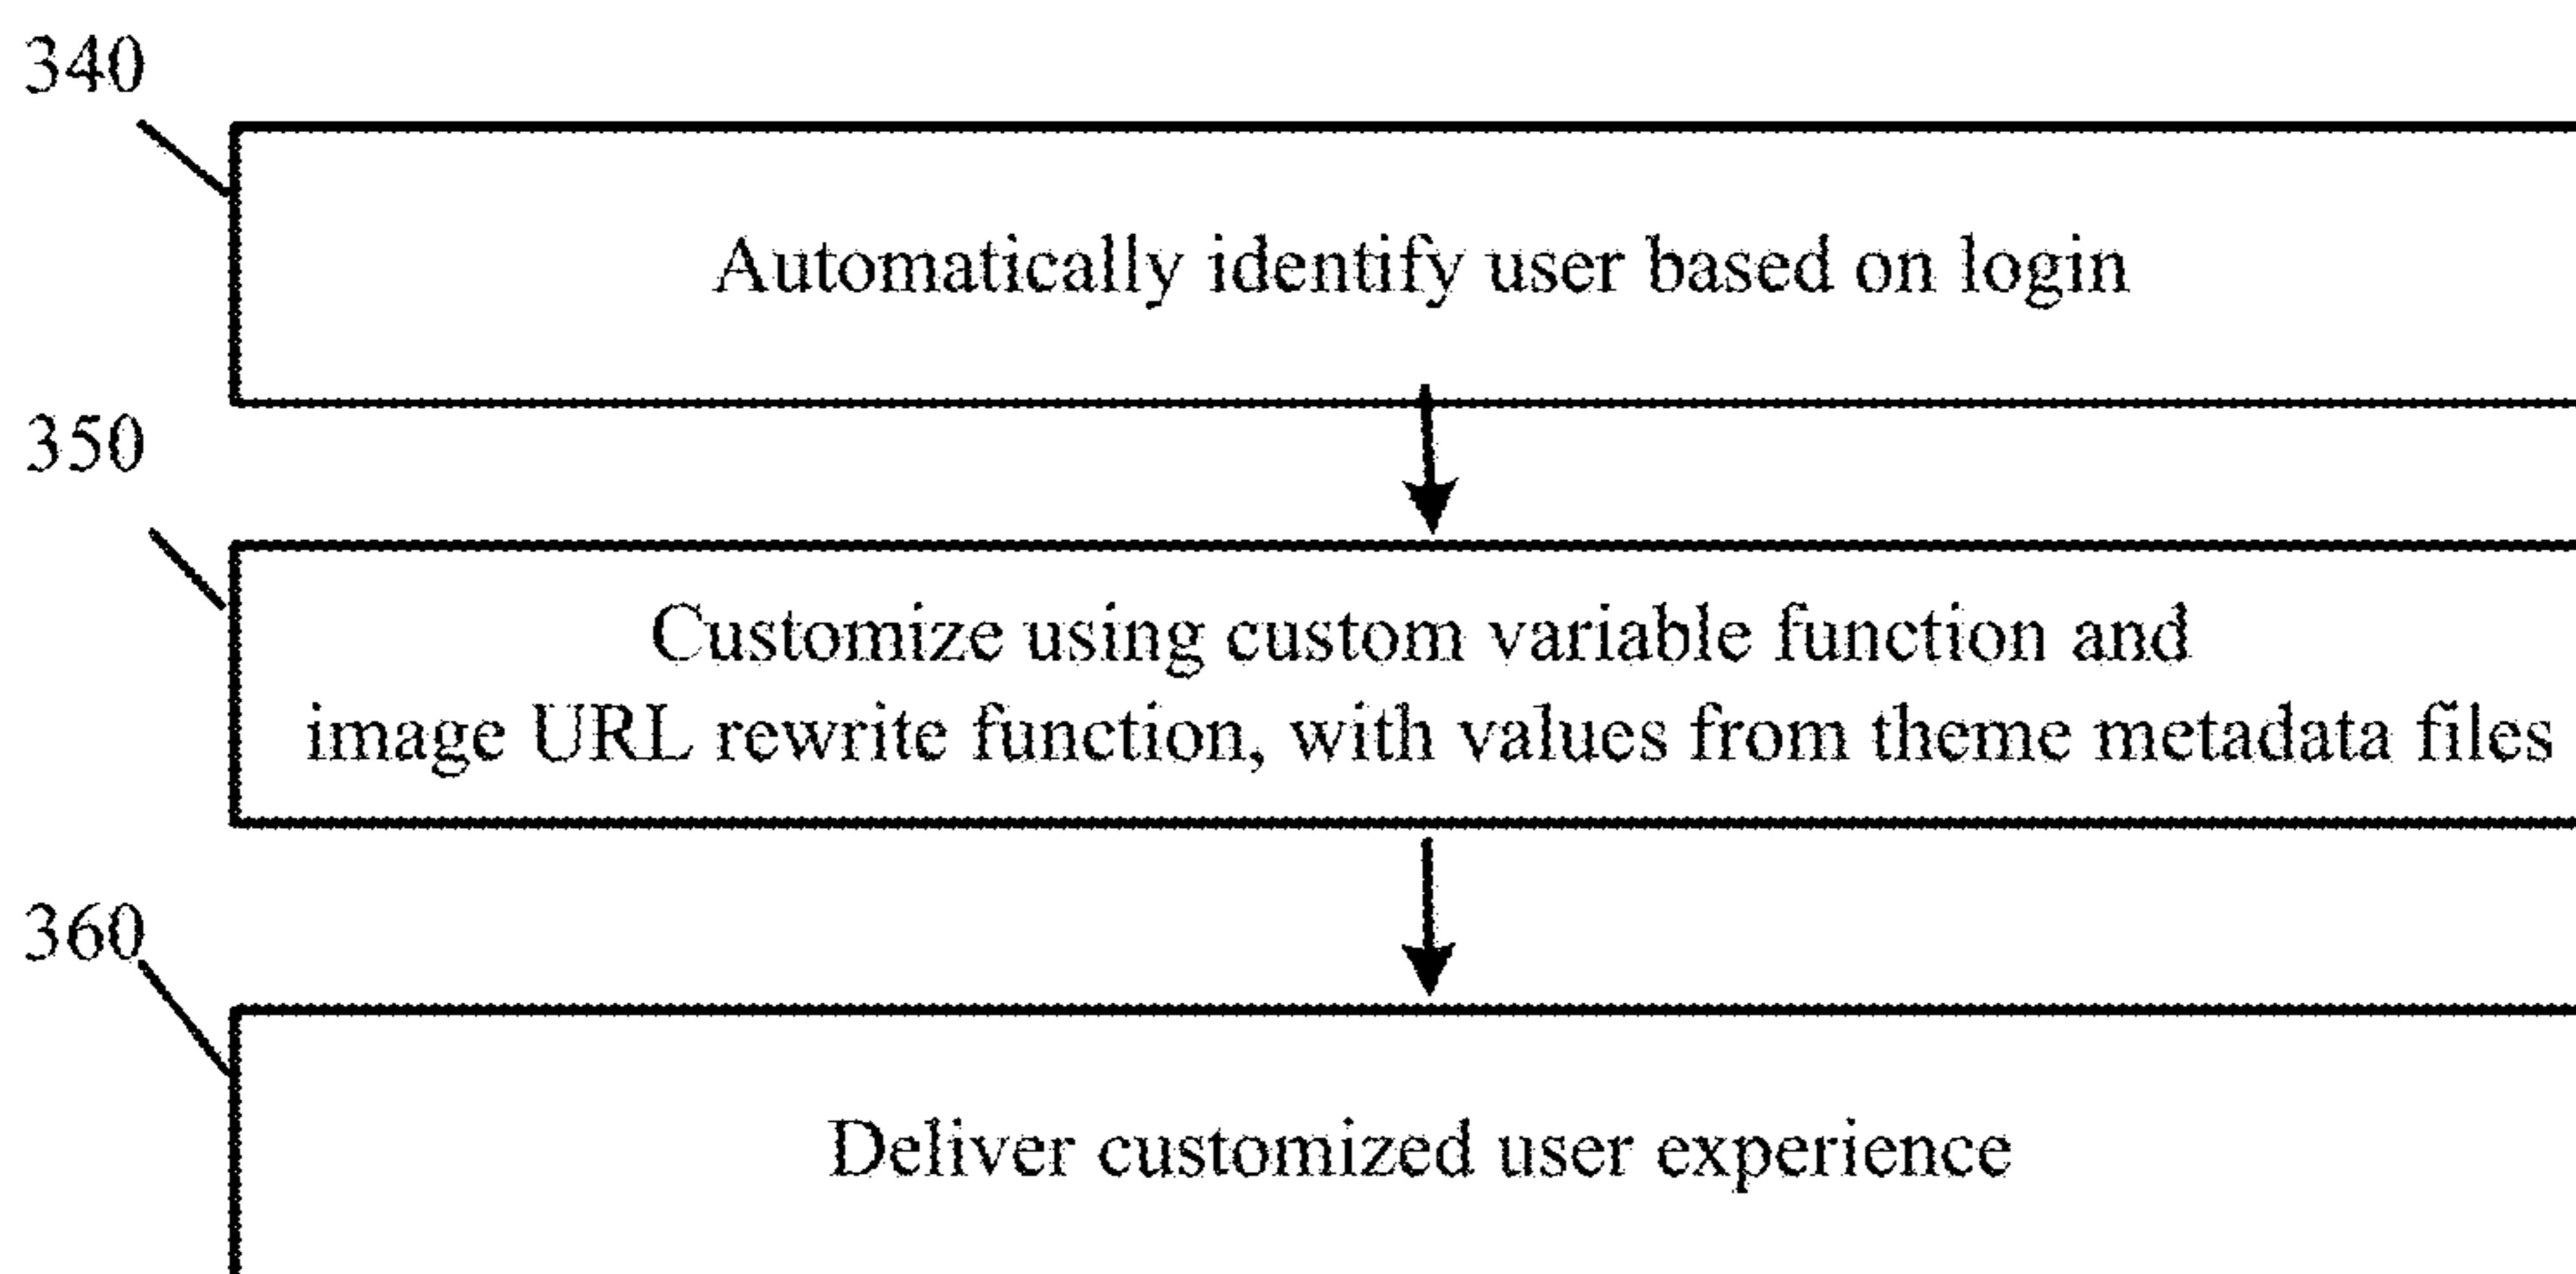 340
Automatically identify user based on login
350
Customize using custom variable function and
image URL rewrite function, with values from theme metadata files
360
Deliver customized user experience